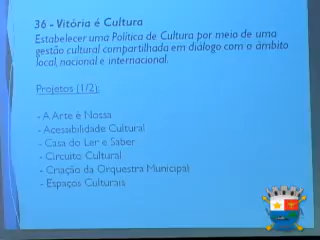 36 - Vitória é Cultura
Estabelecer uma Política de Cultura por meio de uma
gestão cultural compartilhada em diálogo com o âmbito
local, nacional e internacional.
Projetos (1/2):
- A Arte é Nossa
- Acessibilidade Cultural
- Casa do Ler e Saber
- Circuito Cultural
- Criação da Orquestra Municipal
- Espaços Culturais